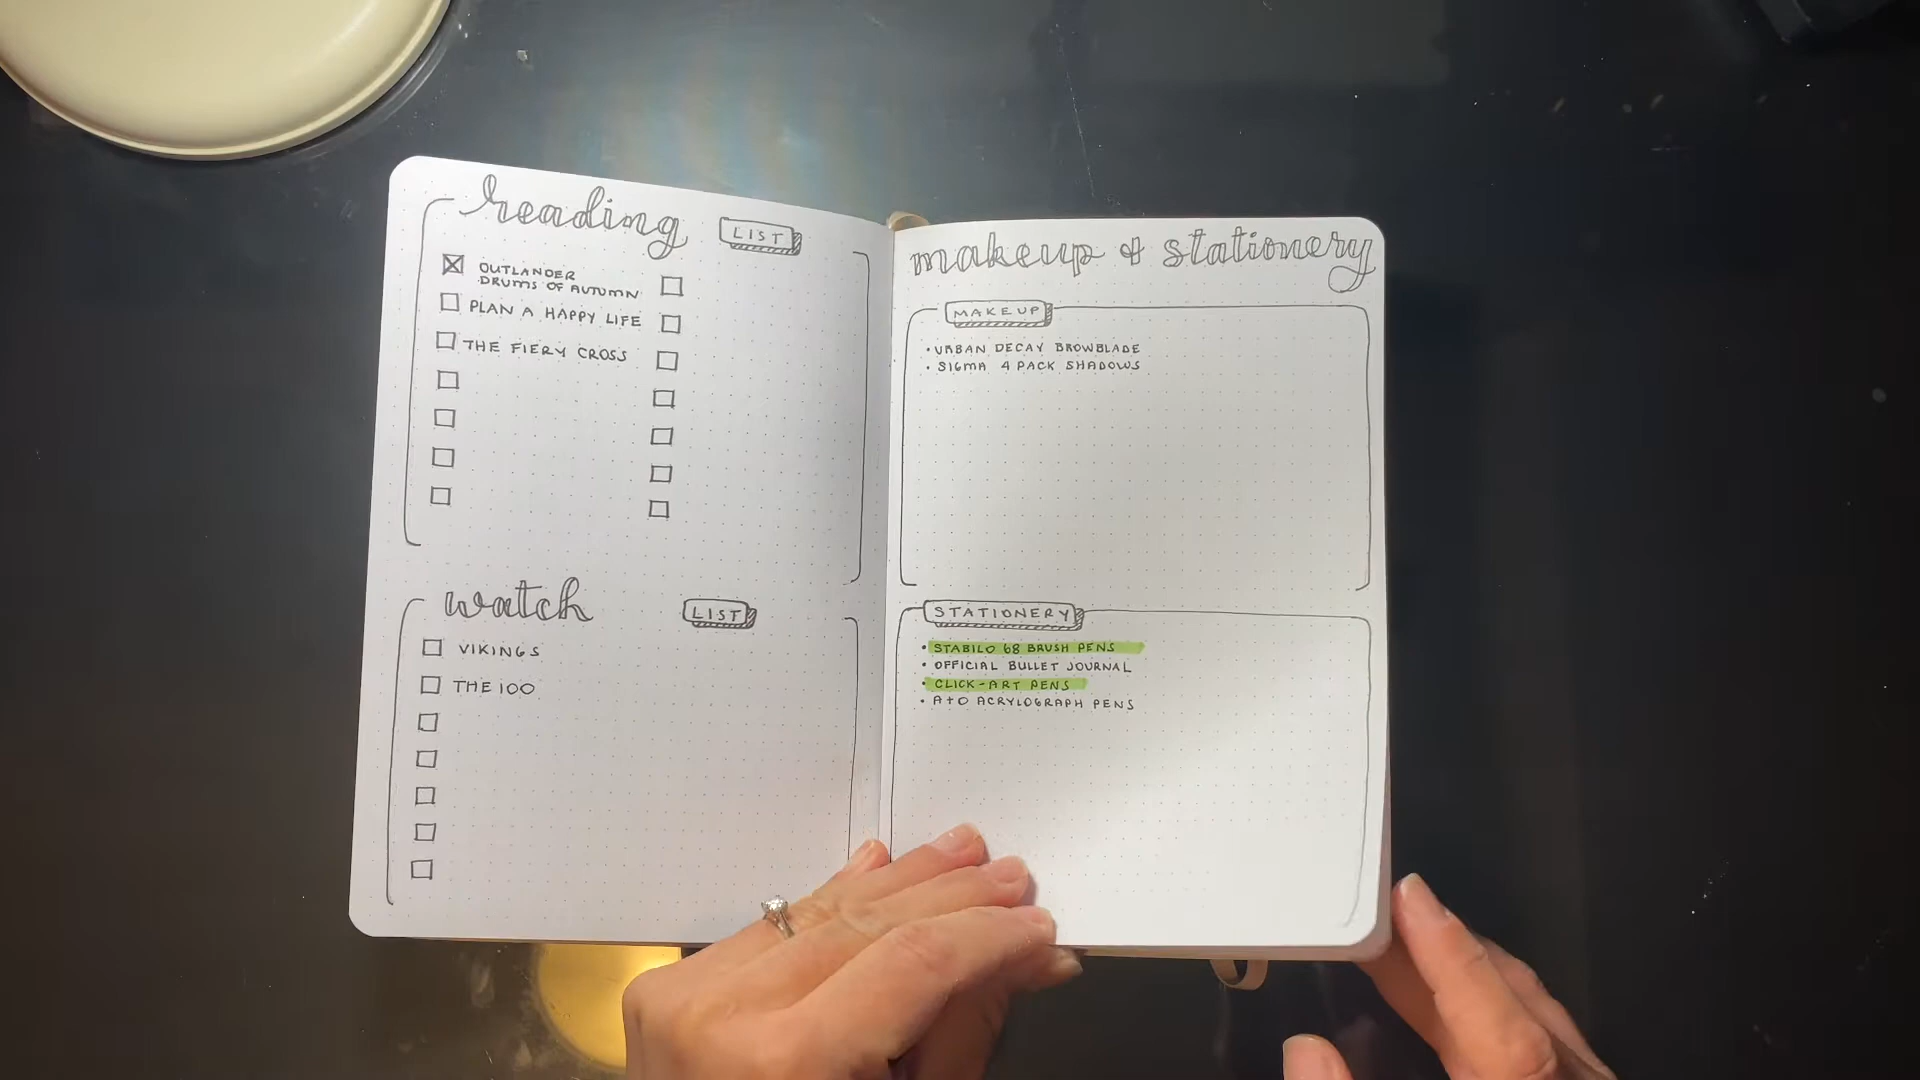 reading LIST
OUTLANDER
DRUMS OF AUTUMN
PLAN A HAPPY LIFE
THE FIERY CROSS
watch LIST
VIKINGS
THE 100
makeup & stationery
MAKEUP
• URBAN DECAY BROWBLADE
• SIGMA 4 PACK SHADOWS
STATIONERY
• STABILO 68 BRUSH PENS
• OFFICIAL BULLET JOURNAL
• CLICK-ART PENS
• A+O ACRYLOGRAPH PENS